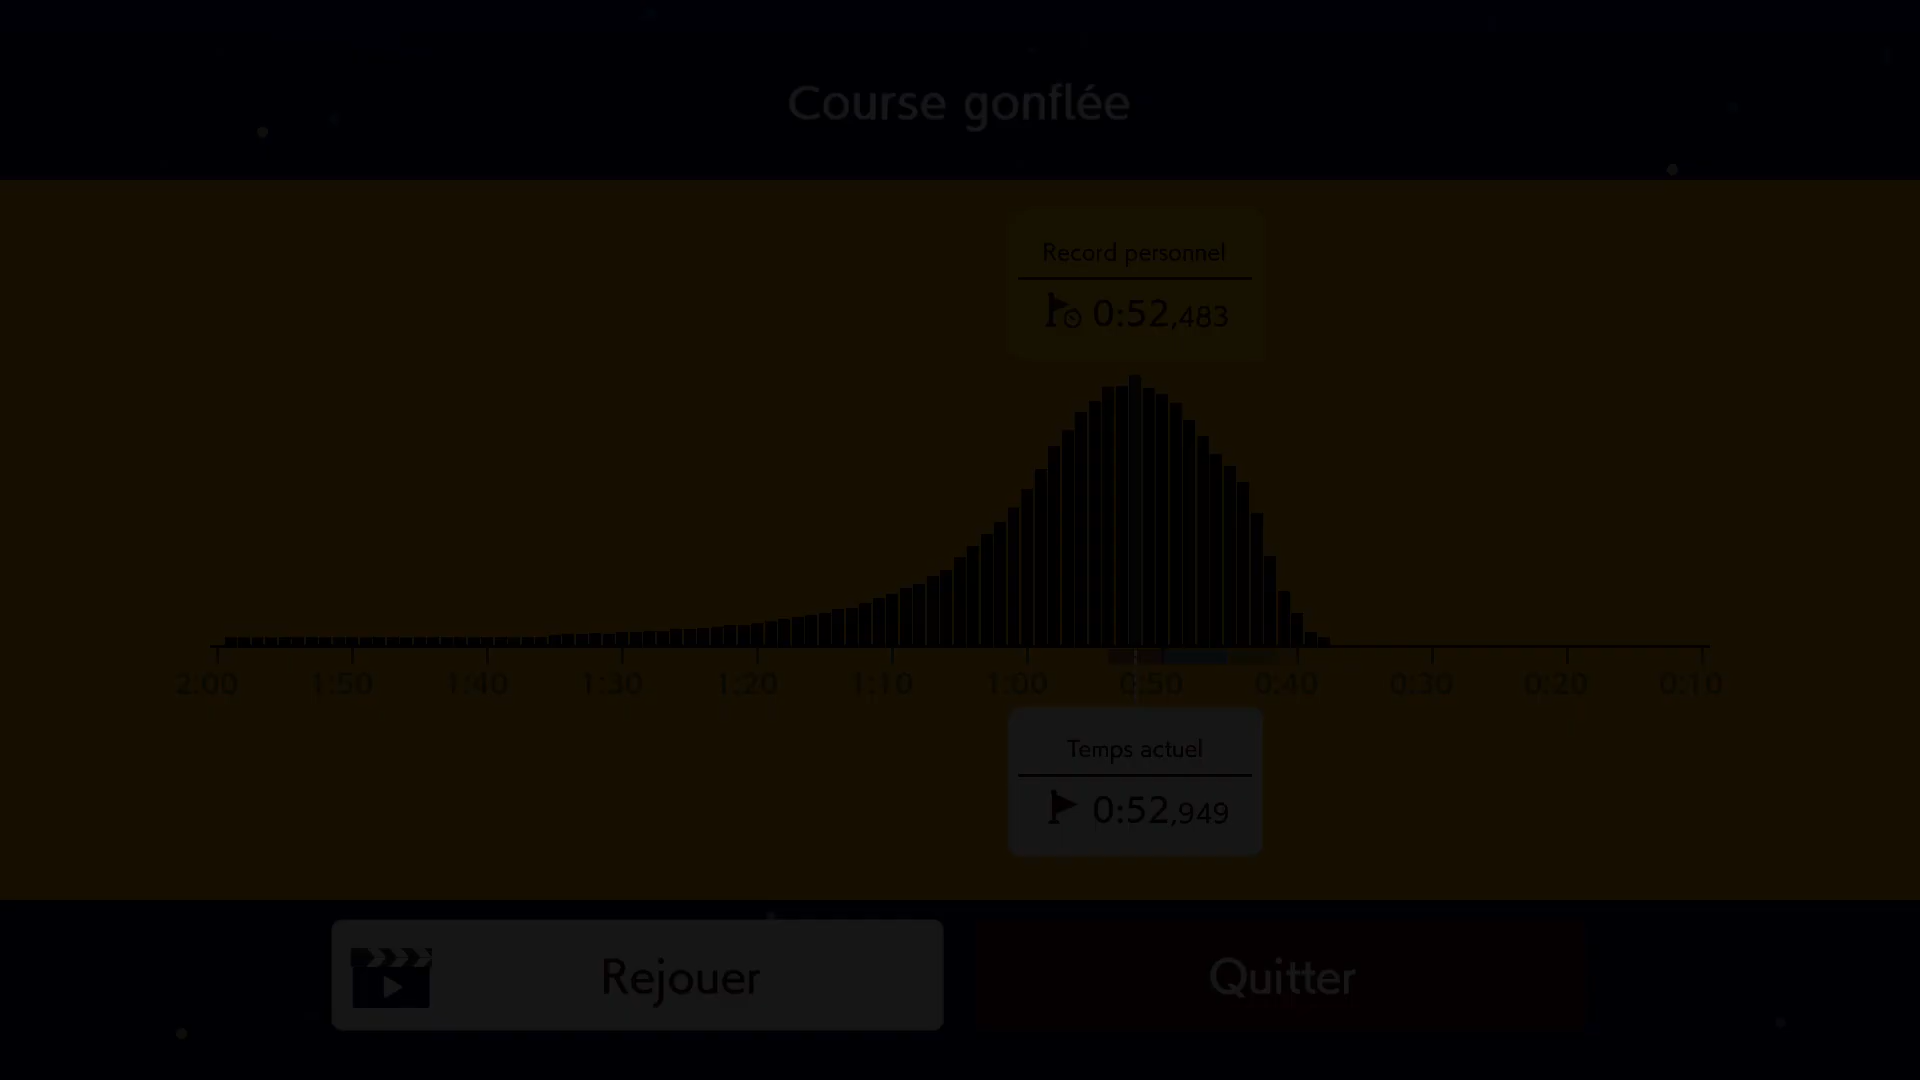 Course gonflée
Record personnel
0:52,483
2:00 1:50 1:40 1:30 1:20 1:10 1:00 0:50 0:40 0:30 0:20 0:10
Temps actuel
0:52,949
Rejouer
Quitter